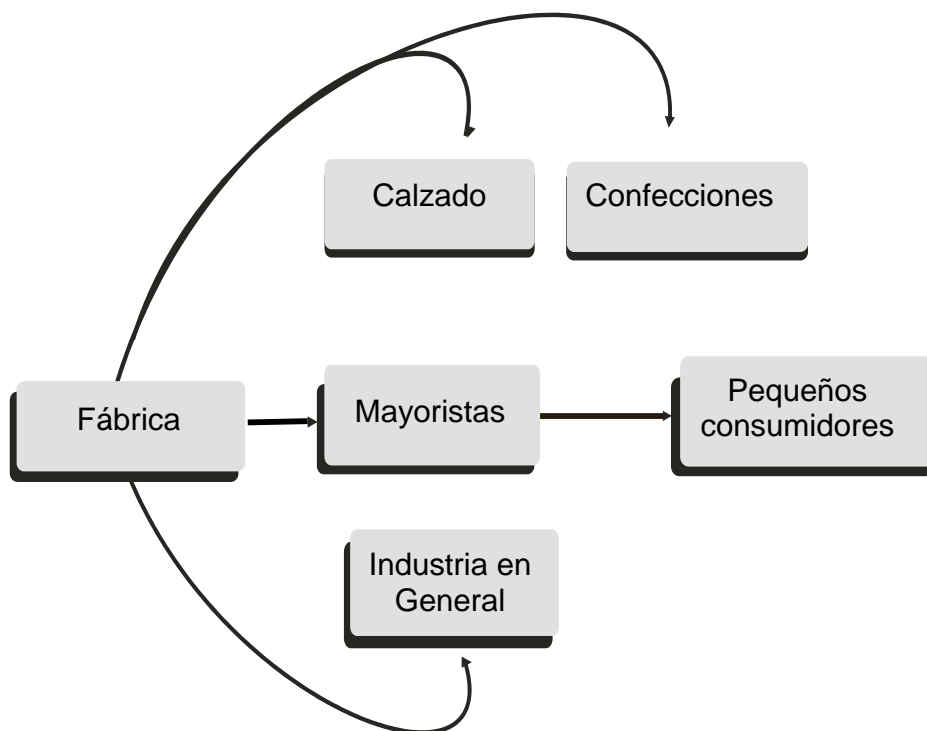 Calzado
Confecciones
Fábrica
Mayoristas
Pequeños
consumidores
Industria en
General